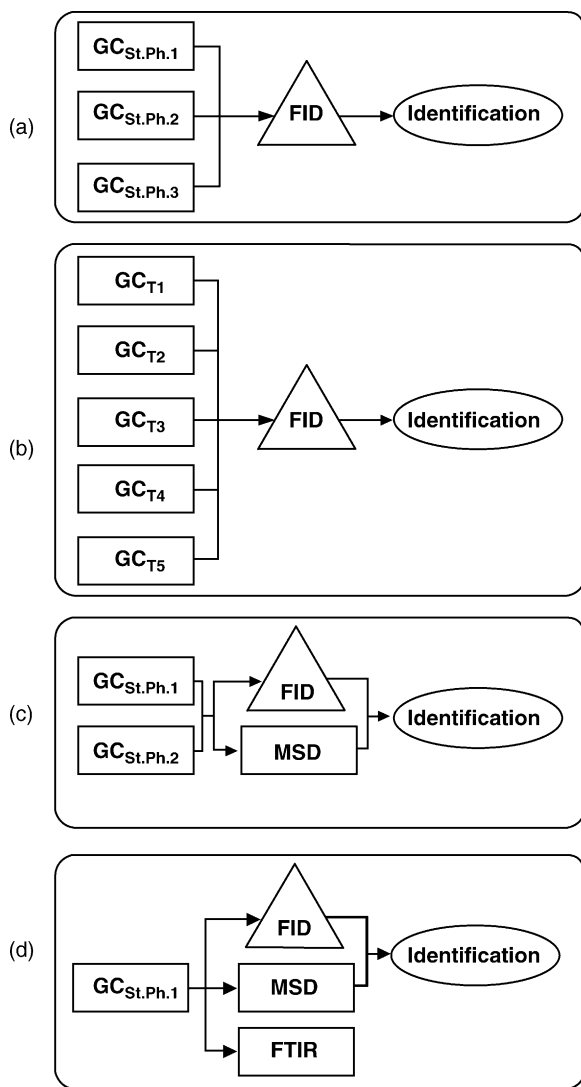 (a)
GCSt.Ph.1
GCSt.Ph.2
GCSt.Ph.3
FID
Identification
(b)
GCT1
GCT2
GCT3
GCT4
GCT5
FID
Identification
(c)
GCSt.Ph.1
GCSt.Ph.2
FID
MSD
Identification
(d)
GCSt.Ph.1
FID
MSD
FTIR
Identification